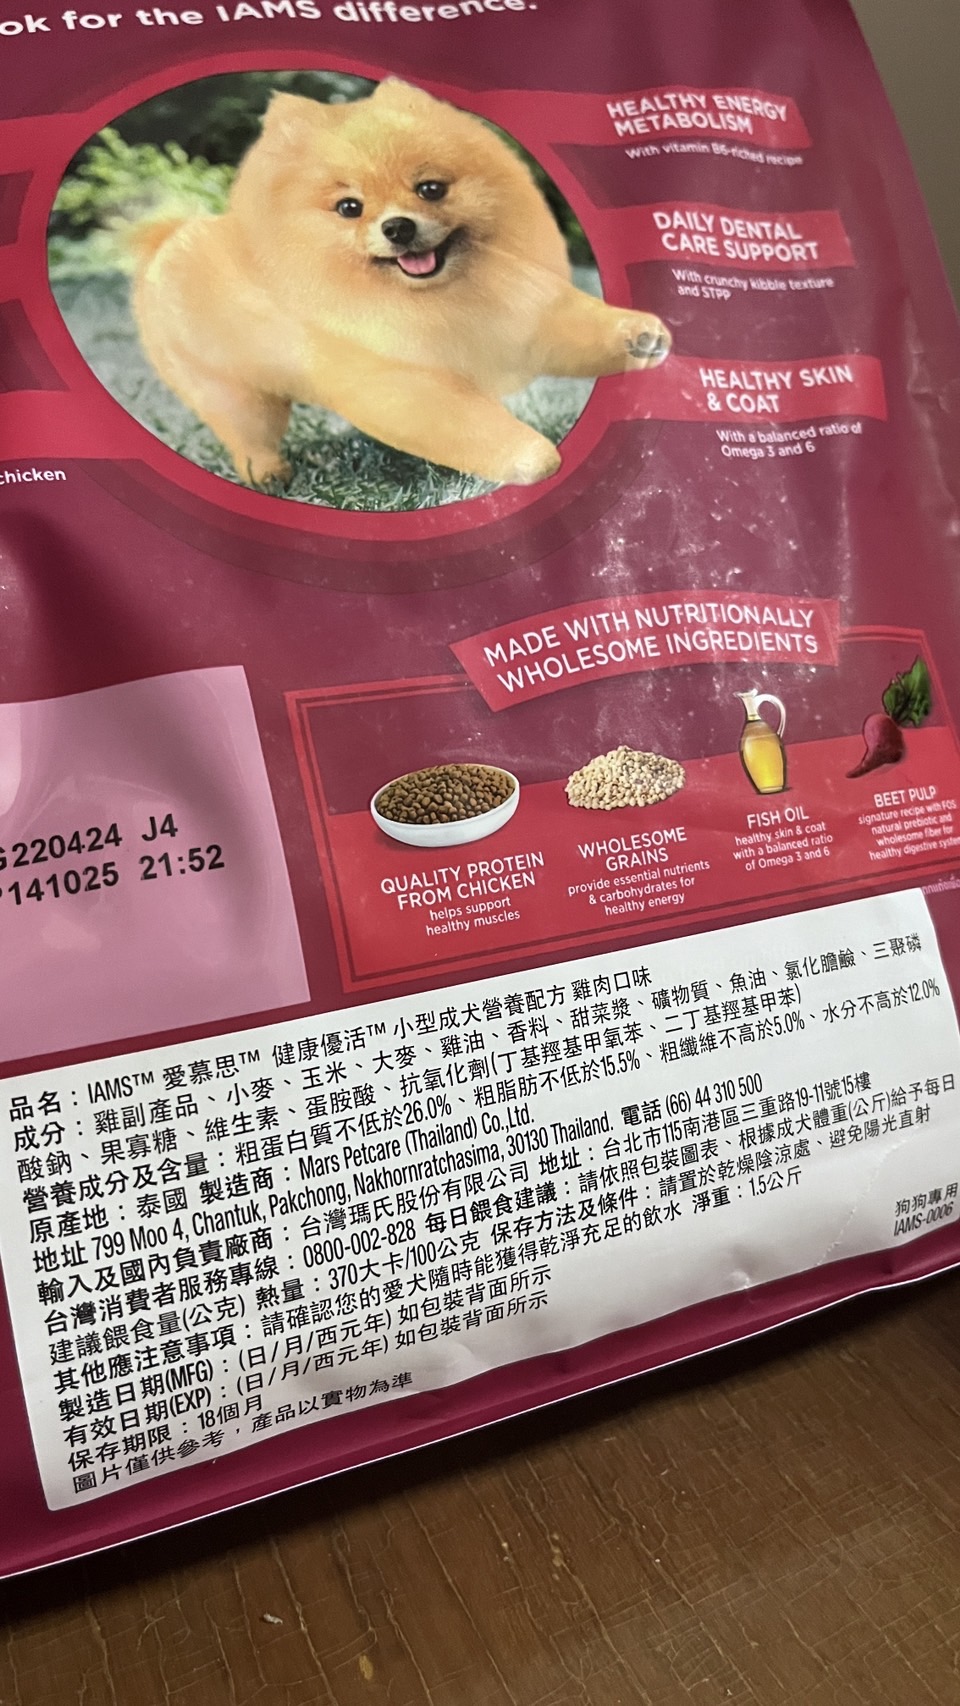 ok for the IAMS difference.
HEALTHY ENERGY
METABOLISM
With vitamin B6-riched recipe
DAILY DENTAL
CARE SUPPORT
With crunchy kibble texture
and STPP
HEALTHY SKIN
& COAT
With a balanced ratio of
Omega 3 and 6
chicken
MADE WITH NUTRITIONALLY
WHOLESOME INGREDIENTS
QUALITY PROTEIN
FROM CHICKEN
helps support
healthy muscles
WHOLESOME
GRAINS
provide essential nutrients
& carbohydrates for
healthy energy
FISH OIL
healthy skin & coat
with a balanced ratio
of Omega 3 and 6
BEET PULP
signature recipe with FOS
natural prebiotic and
wholesome fiber for
healthy digestive system
220424 J4
141025 21:52
品名：IAMS™ 愛慕思™ 健康優活™ 小型成犬營養配方 雞肉口味
成分：雞副產品、小麥、玉米、大麥、雞油、香料、甜菜漿、礦物質、魚油、氯化膽鹼、三聚磷
酸鈉、果寡糖、維生素、蛋胺酸、抗氧化劑(丁基羥基甲氧苯、二丁基羥基甲苯)
營養成分及含量：粗蛋白質不低於26.0%、粗脂肪不低於15.5%、粗纖維不高於5.0%、水分不高於12.0%
原產地：泰國 製造商：Mars Petcare (Thailand) Co.,Ltd.
地址 799 Moo 4, Chantuk, Pakchong, Nakhornratchasima, 30130 Thailand. 電話 (66) 44 310 500
輸入及國內負責廠商：台灣瑪氏股份有限公司 地址：台北市115南港區三重路19-11號15樓
台灣消費者服務專線：0800-002-828 每日餵食建議：請依照包裝圖表、根據成犬體重(公斤)給予每日
建議餵食量(公克) 熱量：370大卡/100公克 保存方法及條件：請置於乾燥陰涼處、避免陽光直射
其他應注意事項：請確認您的愛犬隨時能獲得乾淨充足的飲水 淨重：1.5公斤
製造日期(MFG)：(日/月/西元年) 如包裝背面所示
有效日期(EXP)：(日/月/西元年) 如包裝背面所示
保存期限：18個月
圖片僅供參考，產品以實物為準
狗狗專用
IAMS-0006